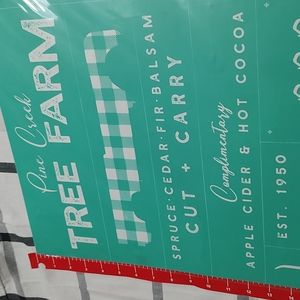 Pine Creek
TREE FARM
SPRUCE·CEDAR·FIR·BALSAM
CUT + CARRY
Complimentary
APPLE CIDER & HOT COCOA
EST. 1950